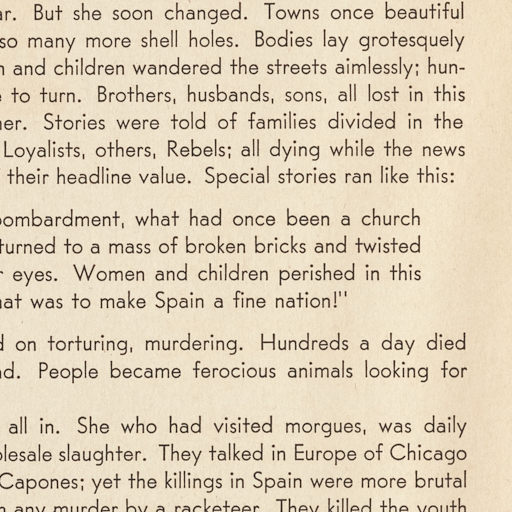 ar. But she soon changed. Towns once beautiful
so many more shell holes. Bodies lay grotesquely
n and children wandered the streets aimlessly; hun-
e to turn. Brothers, husbands, sons, all lost in this
her. Stories were told of families divided in the
Loyalists, others, Rebels; all dying while the news
their headline value. Special stories ran like this:
bombardment, what had once been a church
turned to a mass of broken bricks and twisted
r eyes. Women and children perished in this
hat was to make Spain a fine nation!"
d on torturing, murdering. Hundreds a day died
nd. People became ferocious animals looking for
all in. She who had visited morgues, was daily
olesale slaughter. They talked in Europe of Chicago
Capones; yet the killings in Spain were more brutal
n any murder by a racketeer. They killed the youth